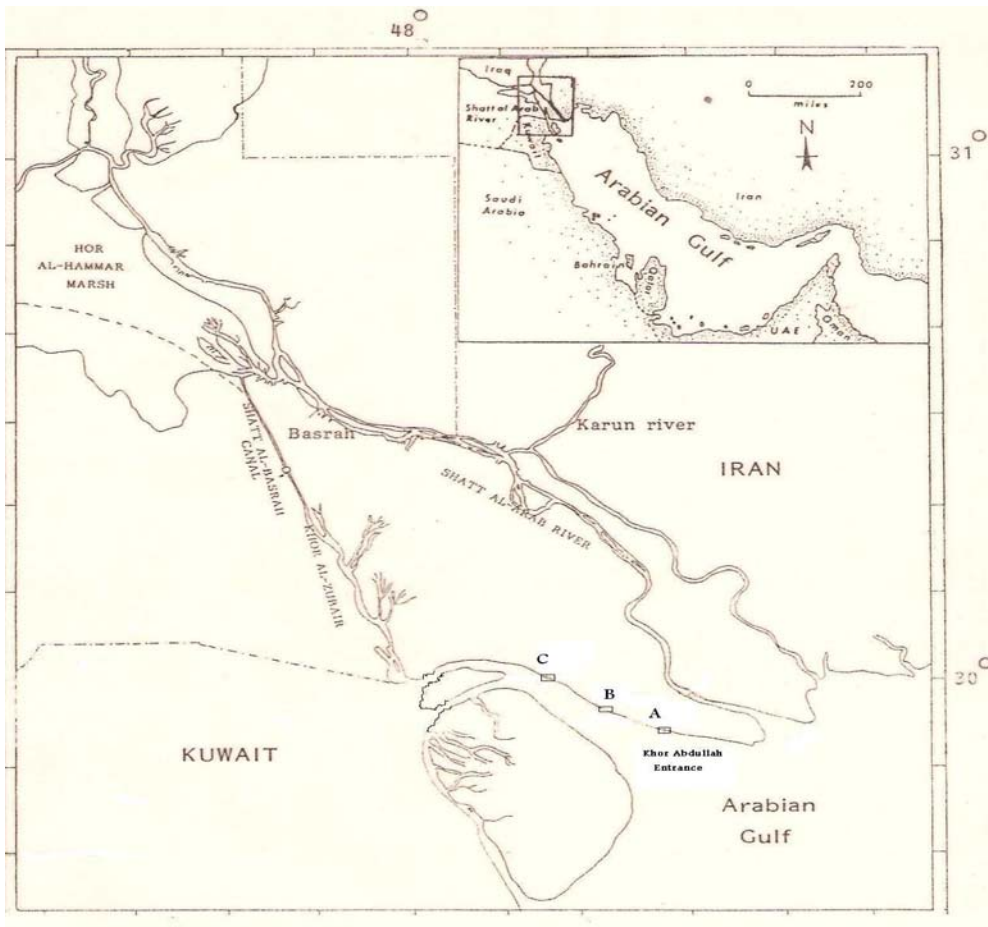 48°
Iraq
Shatt al Arab
River
Kuwait
0 200
miles
N
31°
Arabian Gulf
Iran
Saudi
Arabia
Bahrain
Qatar
UAE
Oman
HOR
AL-HAMMAR
MARSH
SHATT AL-BASRAH
CANAL
Basrah
Karun river
IRAN
SHATT AL-ARAB RIVER
KHOR AL-ZUBAIR
30°
C
B
A
Khor Abdullah
Entrance
KUWAIT
Arabian
Gulf